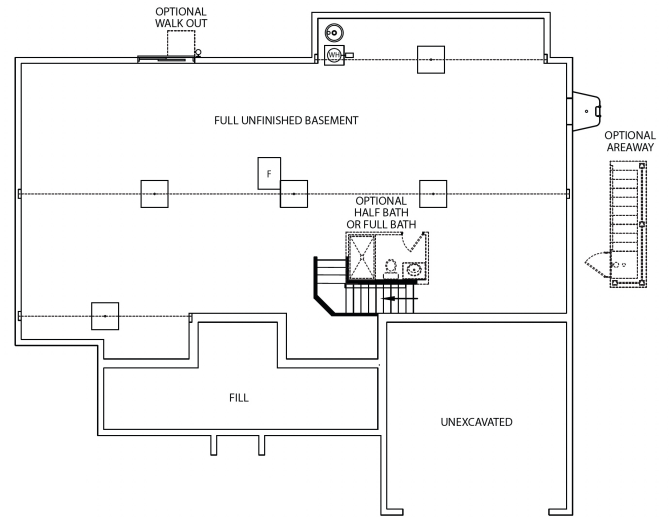 OPTIONAL
WALK OUT
WH
FULL UNFINISHED BASEMENT
OPTIONAL
AREAWAY
F
OPTIONAL
HALF BATH
OR FULL BATH
FILL
UNEXCAVATED